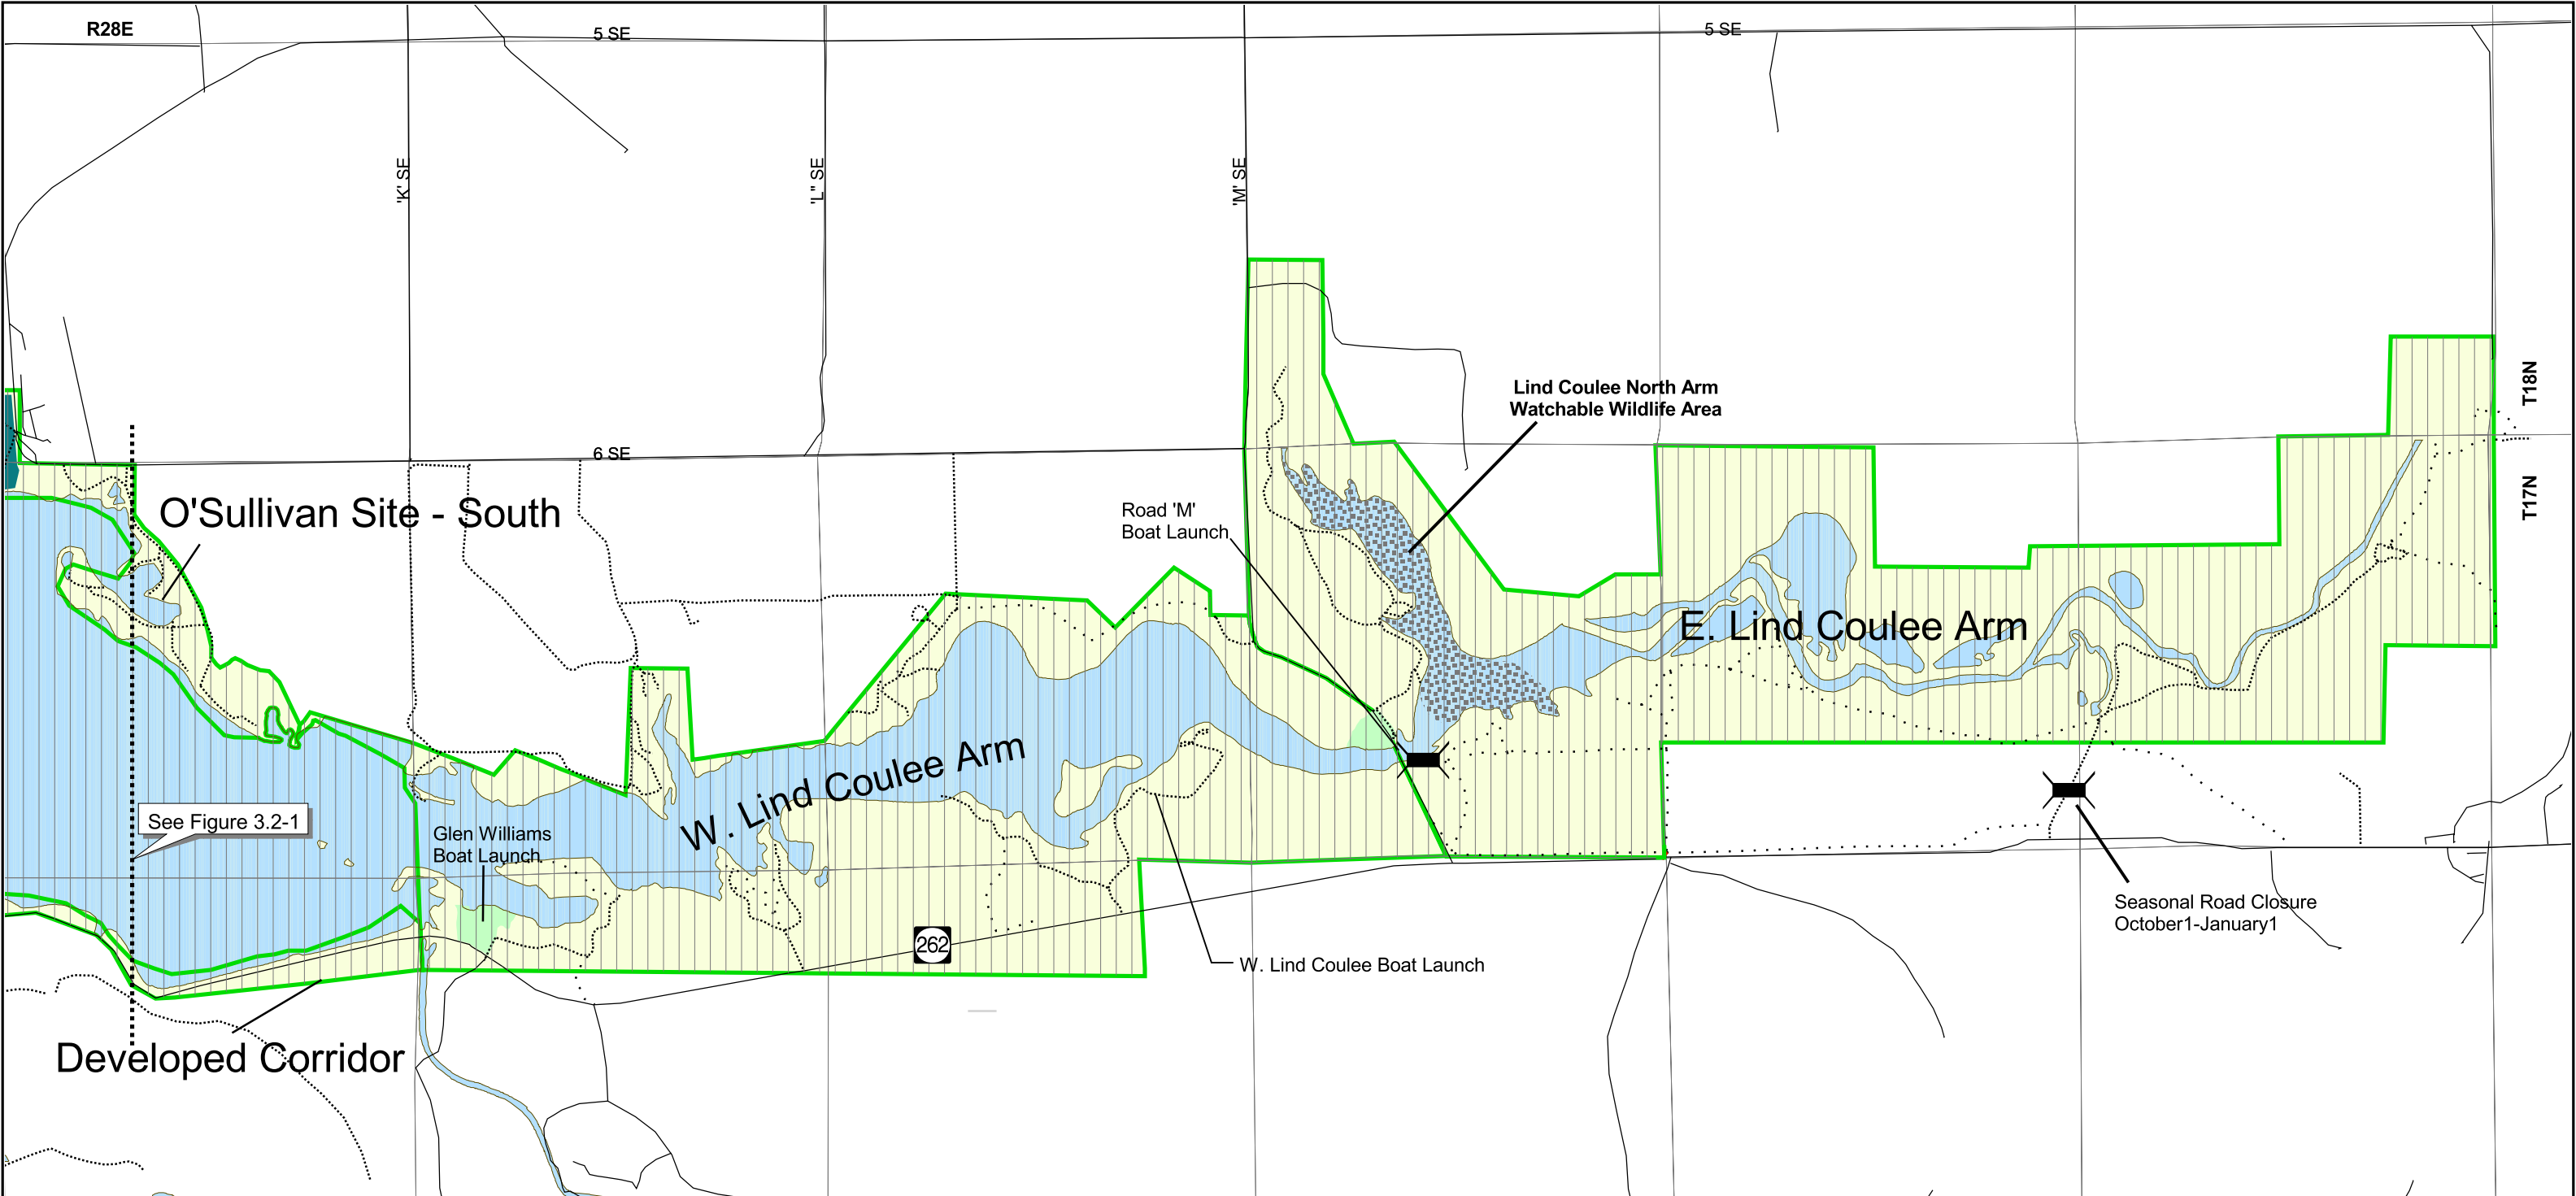 R28E
5 SE
5 SE
'K' SE
'L" SE
'M' SE
Lind Coulee North Arm
Watchable Wildlife Area
T18N
6 SE
T17N
O'Sullivan Site - South
Road 'M'
Boat Launch
E. Lind Coulee Arm
W. Lind Coulee Arm
See Figure 3.2-1
Glen Williams
Boat Launch
Seasonal Road Closure
October1-January1
262
W. Lind Coulee Boat Launch
Developed Corridor